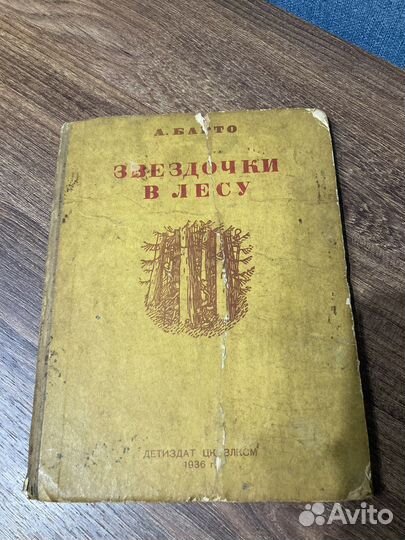 А. БАРТО
ЗВЕЗДОЧКИ
В ЛЕСУ
ДЕТИЗДАТ ЦК ВЛКСМ
1936 г
Avito